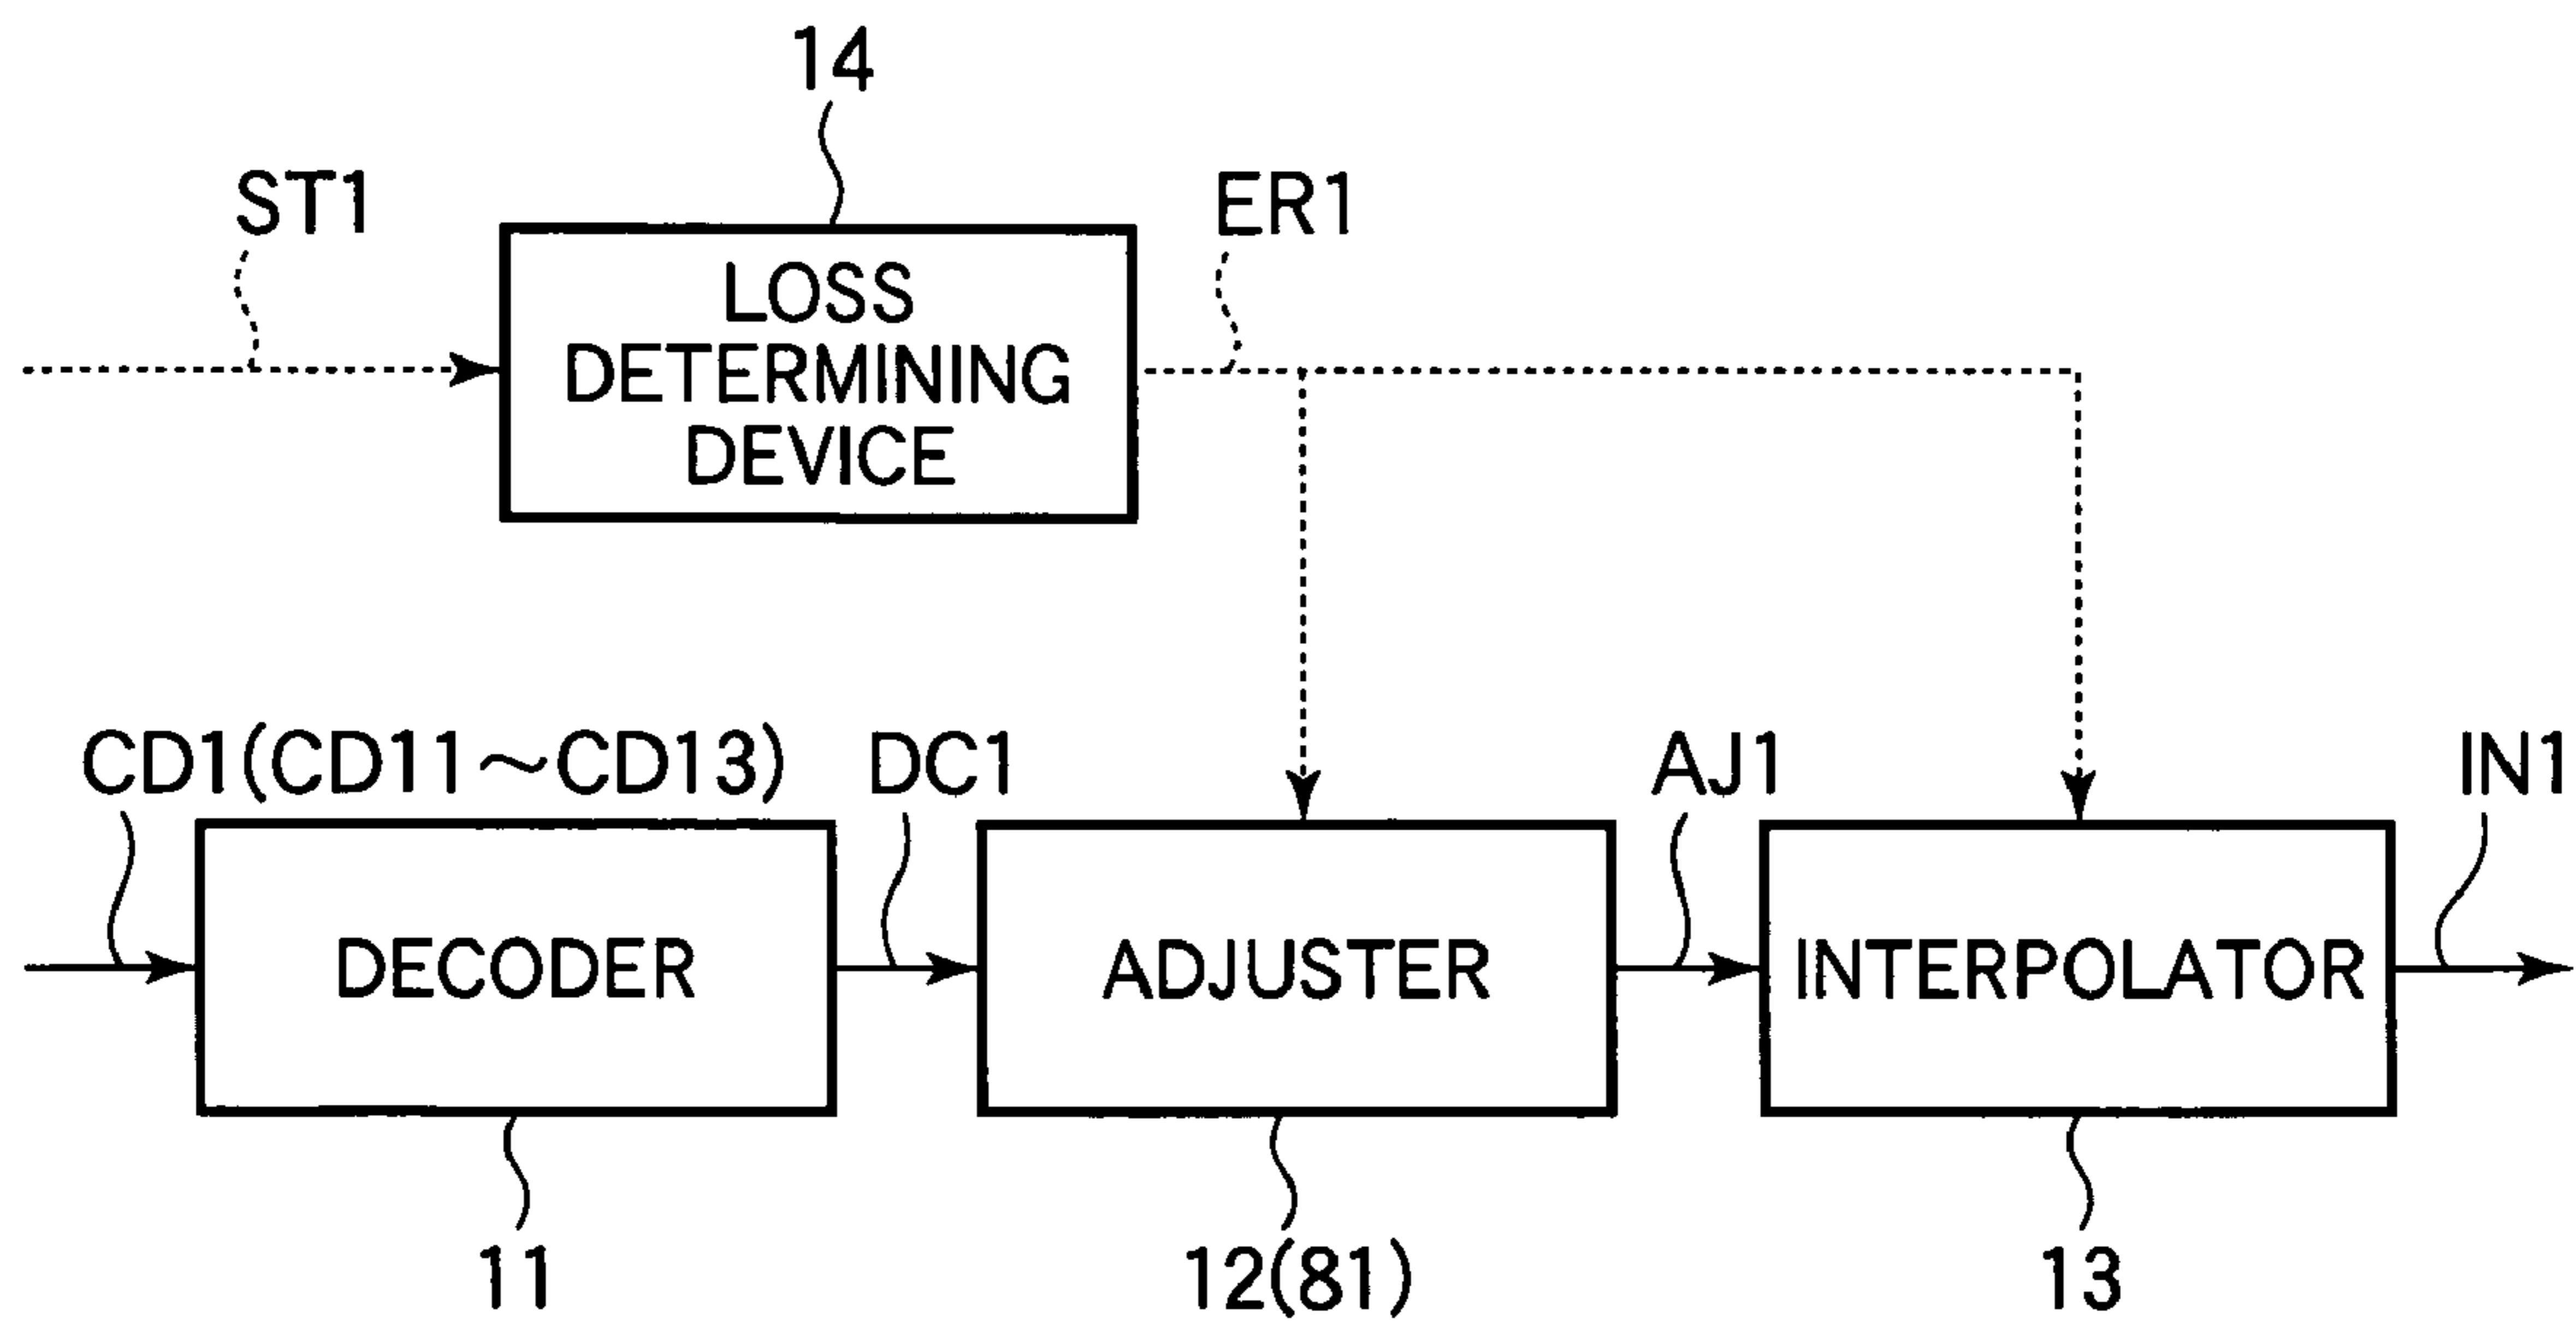 14
ST1
ER1
LOSS
DETERMINING
DEVICE
CD1(CD11~CD13)
DC1
AJ1
IN1
DECODER
ADJUSTER
INTERPOLATOR
11
12(81)
13